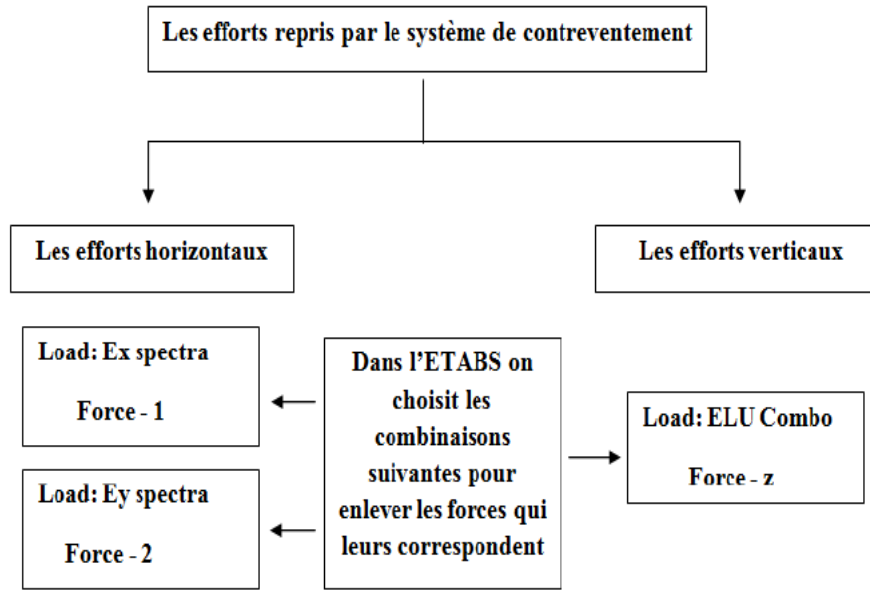 Les efforts repris par le système de contreventement
Les efforts horizontaux
Les efforts verticaux
Load: Ex spectra
Force - 1
Load: Ey spectra
Force - 2
Dans l’ETABS on
choisit les
combinaisons
suivantes pour
enlever les forces qui
leurs correspondent
Load: ELU Combo
Force - z